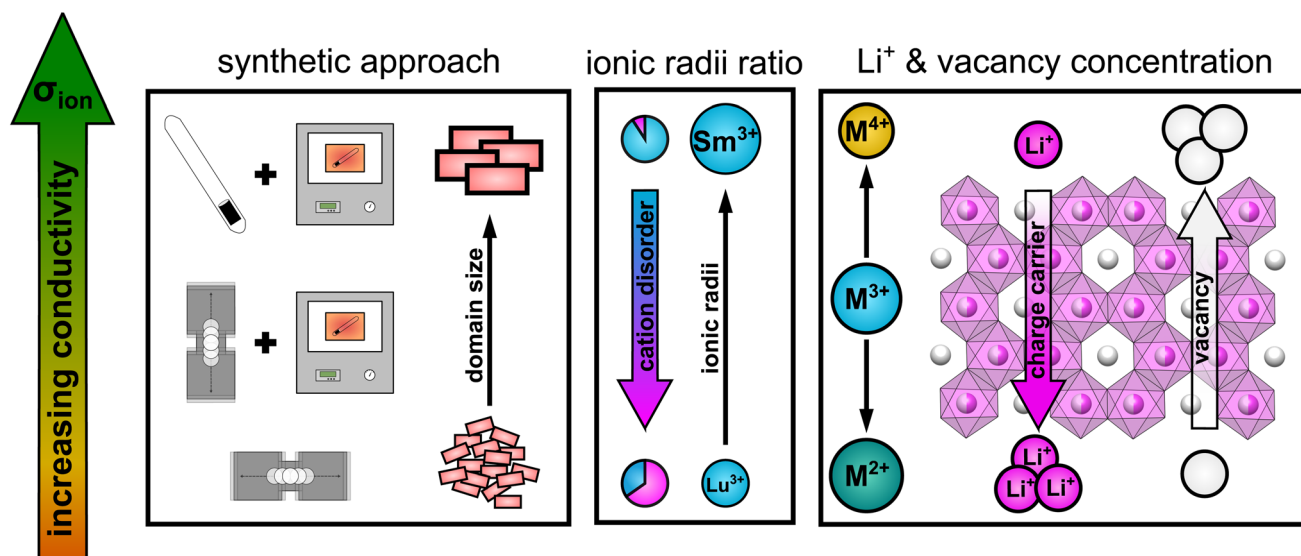 synthetic approach
ionic radii ratio
Li⁺ & vacancy concentration
σion
increasing conductivity
domain size
cation disorder
Sm³⁺
ionic radii
Lu³⁺
M⁴⁺
M³⁺
M²⁺
Li⁺
charge carrier
Li⁺
Li⁺
Li⁺
vacancy